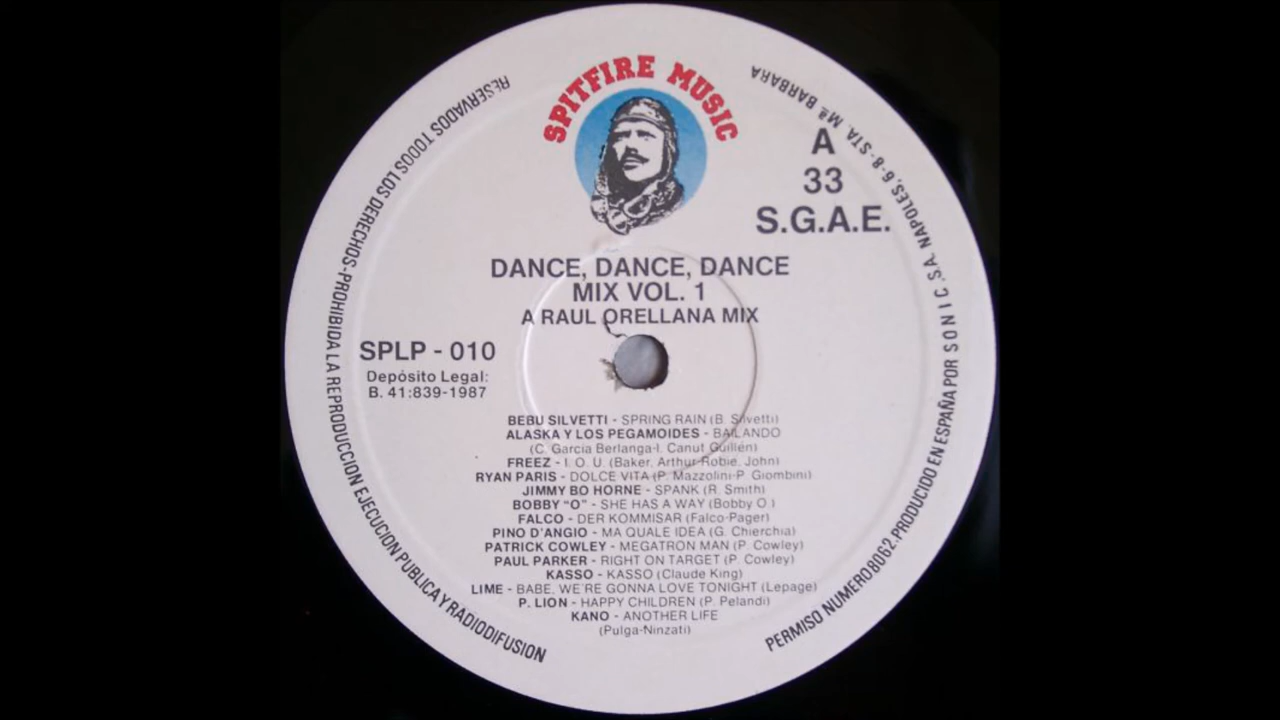 SPITFIRE MUSIC
A
33
S.G.A.E.
DANCE, DANCE, DANCE
MIX VOL. 1
A RAUL ORELLANA MIX
SPLP - 010
Depósito Legal:
B. 41:839-1987
BEBU SILVETTI - SPRING RAIN (B. Silvetti)
ALASKA Y LOS PEGAMOIDES - BAILANDO
(C. García Berlanga-I. Canut Guillén)
FREEZ - I. O. U. (Baker, Arthur-Robie, John)
RYAN PARIS - DOLCE VITA (P. Mazzolini-P. Giombini)
JIMMY BO HORNE - SPANK (R. Smith)
BOBBY "O" - SHE HAS A WAY (Bobby O.)
FALCO - DER KOMMISAR (Falco-Pager)
PINO D'ANGIO - MA QUALE IDEA (G. Chierchia)
PATRICK COWLEY - MEGATRON MAN (P. Cowley)
PAUL PARKER - RIGHT ON TARGET (P. Cowley)
KASSO - KASSO (Claude King)
LIME - BABE, WE'RE GONNA LOVE TONIGHT (Lepage)
P. LION - HAPPY CHILDREN (P. Pelandi)
KANO - ANOTHER LIFE
(Pulga-Ninzati)
RESERVADOS TODOS LOS DERECHOS-PROHIBIDA LA REPRODUCCION EJECUCION PUBLICA Y RADIODIFUSION
PERMISO NUMERO 8062. PRODUCIDO EN ESPAÑA POR S O N I C , S.A. NAPOLES, 6-8-STA. Mª BARBARA